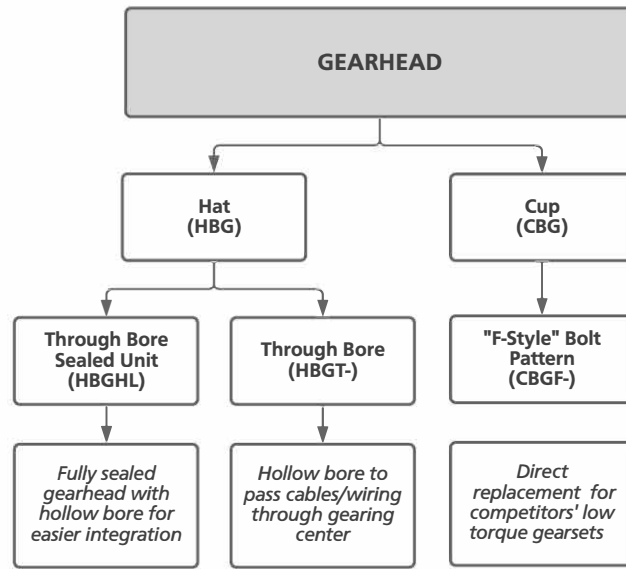 GEARHEAD
Hat
(HBG)
Cup
(CBG)
Through Bore
Sealed Unit
(HBGHL)
Through Bore
(HBGT-)
"F-Style" Bolt
Pattern
(CBGF-)
Fully sealed
gearhead with
hollow bore for
easier integration
Hollow bore to
pass cables/wiring
through gearing
center
Direct
replacement for
competitors' low
torque gearsets